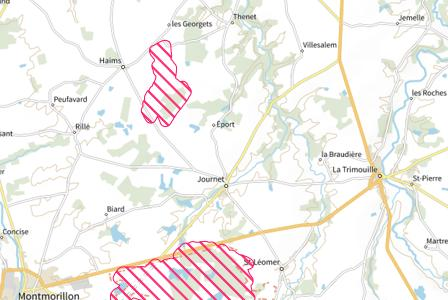 les Georgets
Thenet
Jemelle
Villesalem
Haims
Peufavard
les Roches
Rillé
Éport
la Braudière
La Trimouille
Journet
St-Pierre
Biard
Concise
Martre
Léomer
Montmorillon